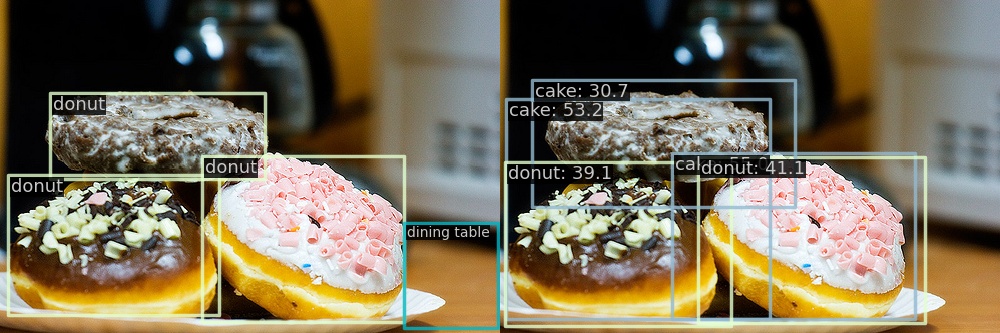 donut
donut
donut
dining table
cake: 30.7
cake: 53.2
donut: 39.1
donut: 41.1